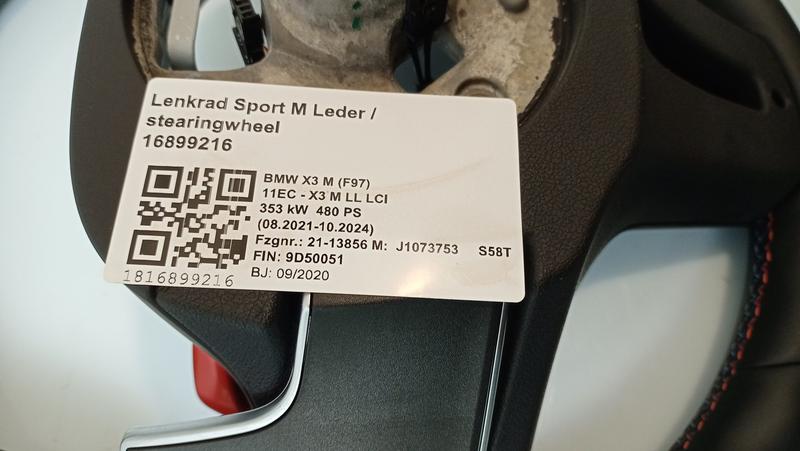 Lenkrad Sport M Leder /
stearingwheel
16899216
BMW X3 M (F97)
11EC - X3 M LL LCI
353 kW 480 PS
(08.2021-10.2024)
Fzgnr.: 21-13856 M: J1073753 S58T
FIN: 9D50051
BJ: 09/2020
1816899216